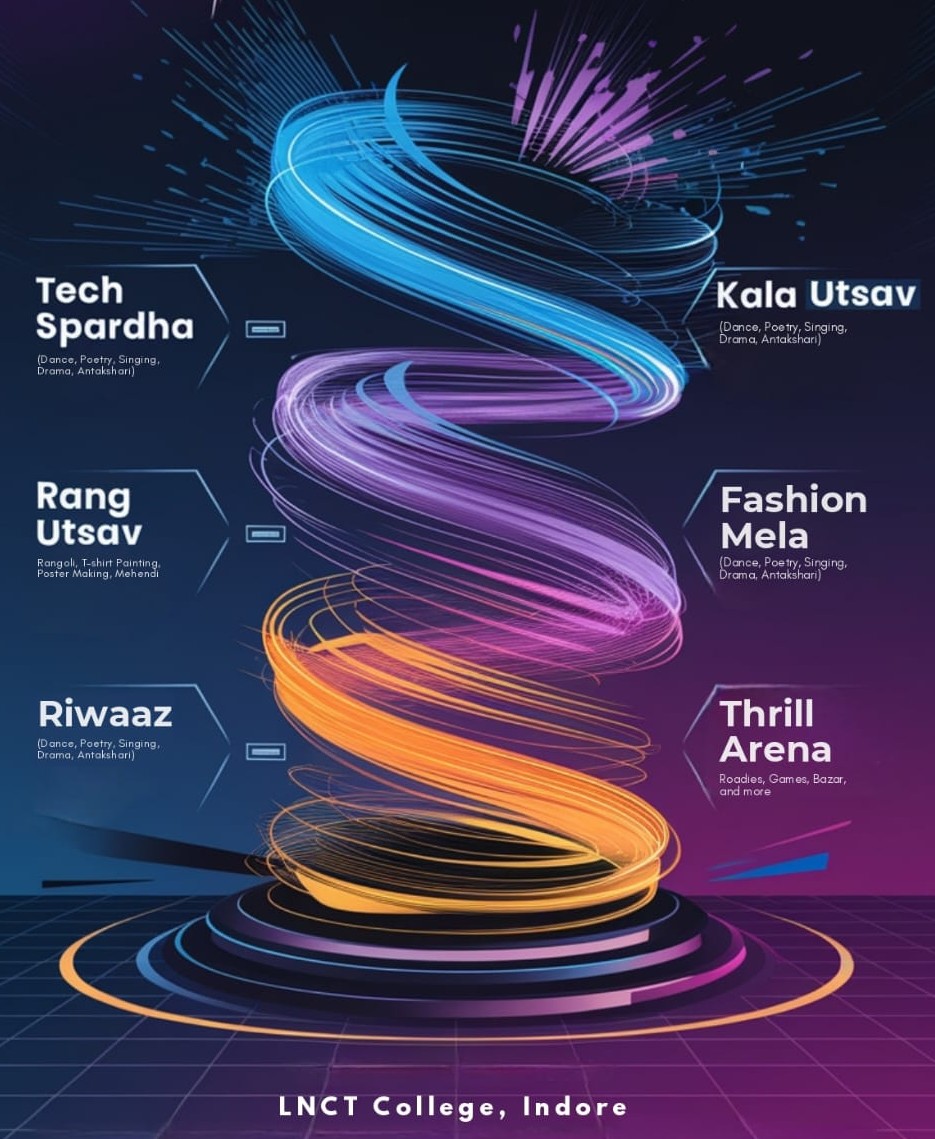 Tech
Spardha
(Dance, Poetry, Singing,
Drama, Antakshari)
Kala Utsav
(Dance, Poetry, Singing,
Drama, Antakshari)
Rang
Utsav
Rangoli, T-shirt Painting,
Poster Making, Mehendi
Fashion
Mela
(Dance, Poetry, Singing,
Drama, Antakshari)
Riwaaz
(Dance, Poetry, Singing,
Drama, Antakshari)
Thrill
Arena
Roadies, Games, Bazar,
and more
LNCT College, Indore